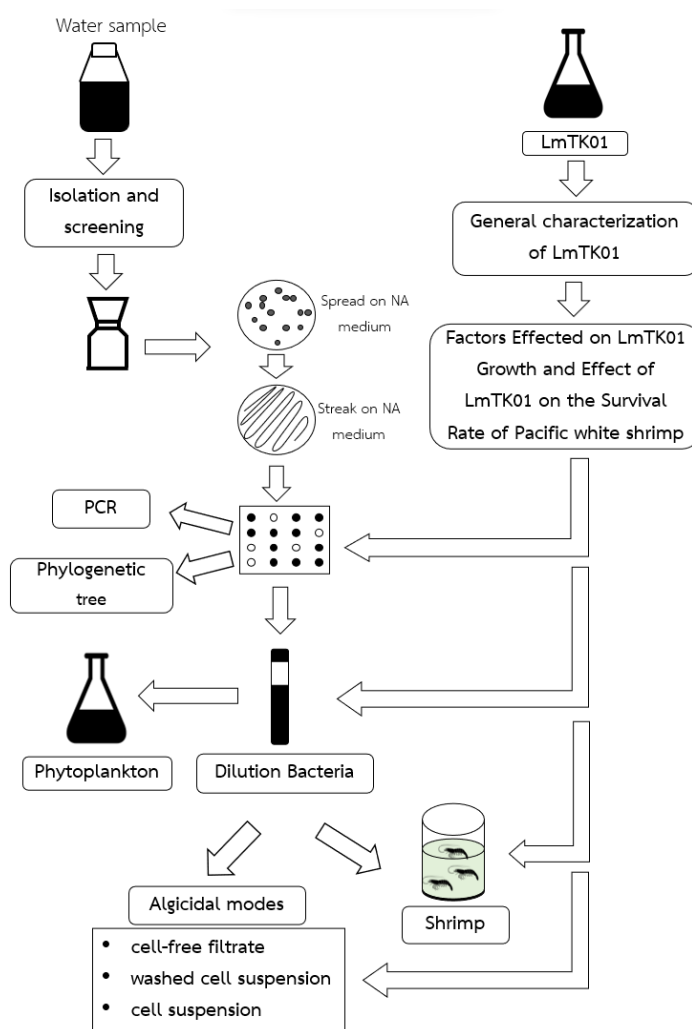 Water sample
Isolation and
screening
Spread on NA
medium
Streak on NA
medium
PCR
Phylogenetic
tree
Phytoplankton
Dilution Bacteria
Algicidal modes
• cell-free filtrate
• washed cell suspension
• cell suspension
Shrimp
LmTK01
General characterization
of LmTK01
Factors Effected on LmTK01
Growth and Effect of
LmTK01 on the Survival
Rate of Pacific white shrimp